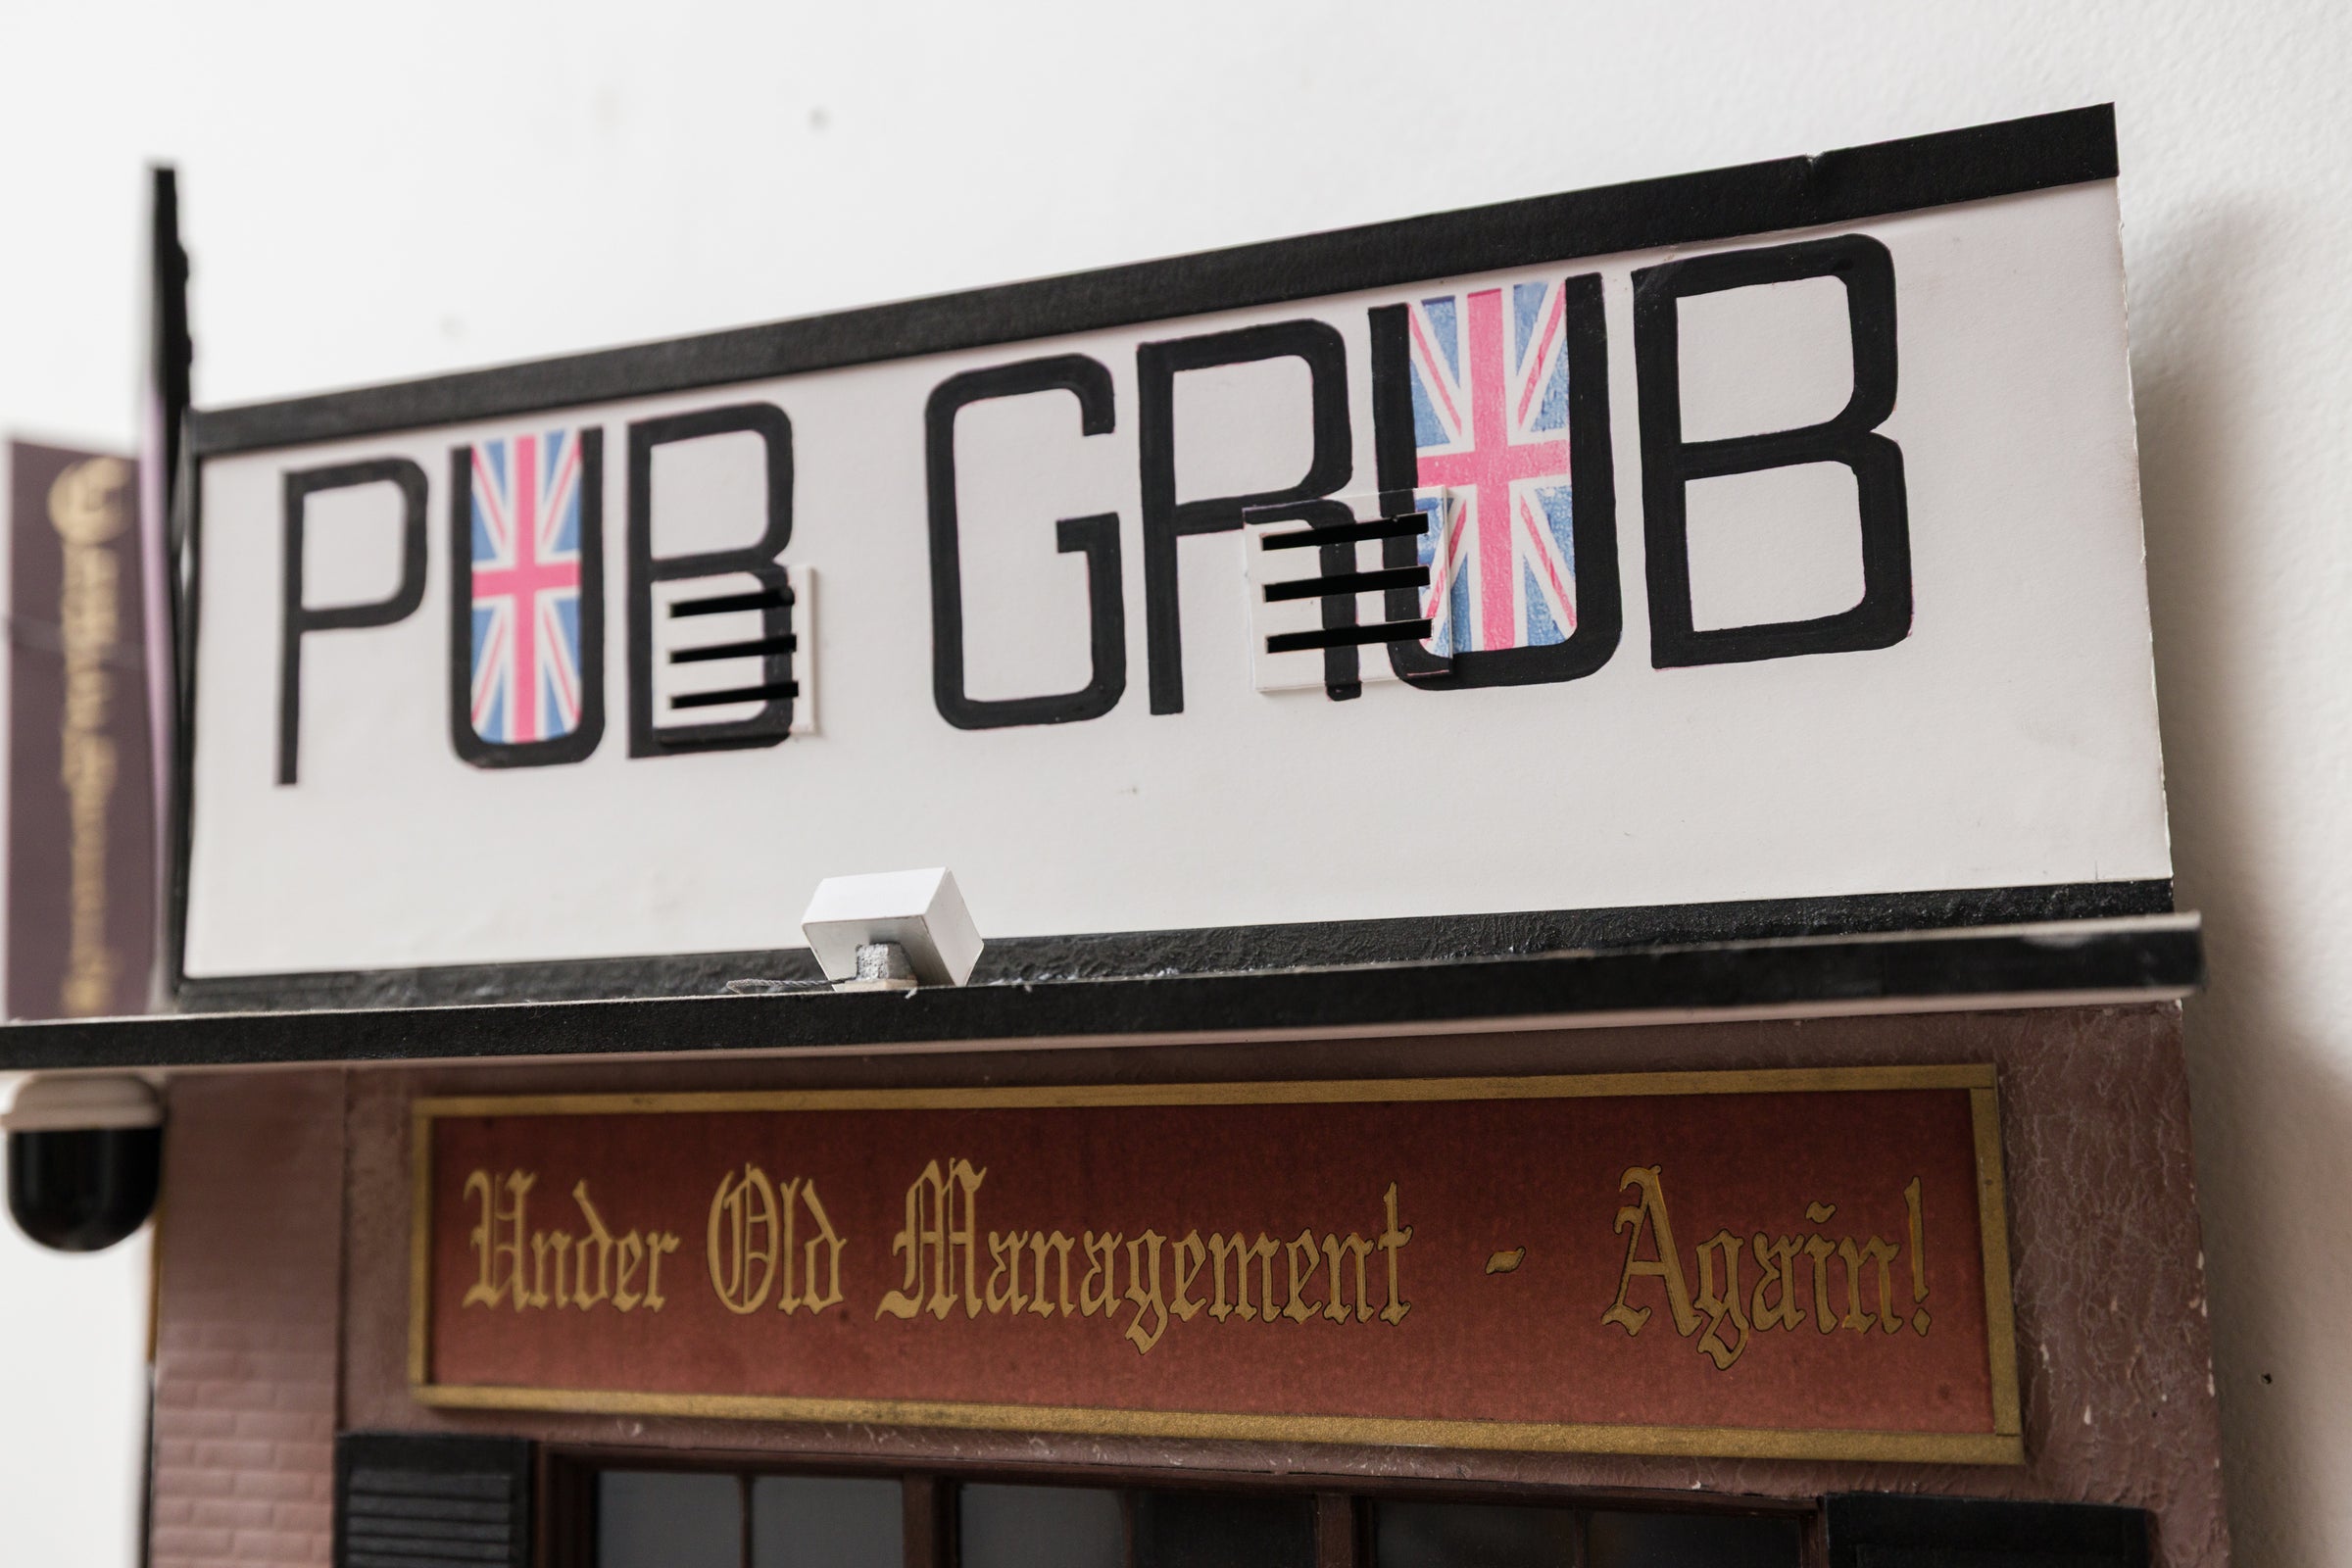 PUB GRUB
Under Old Management - Again!